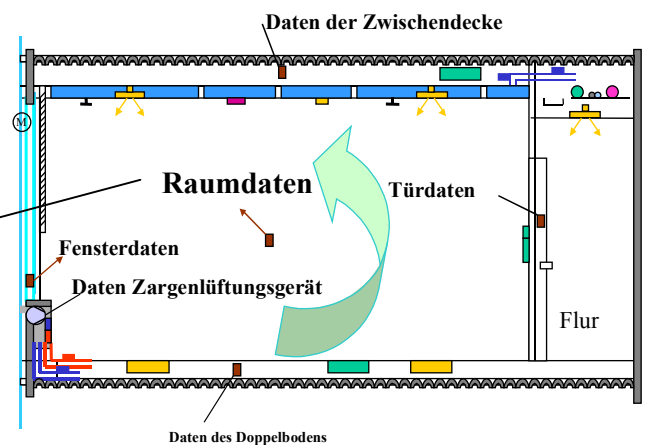 Daten der Zwischendecke
M
Raumdaten
Türdaten
Fensterdaten
Daten Zargenlüftungsgerät
Flur
Daten des Doppelbodens